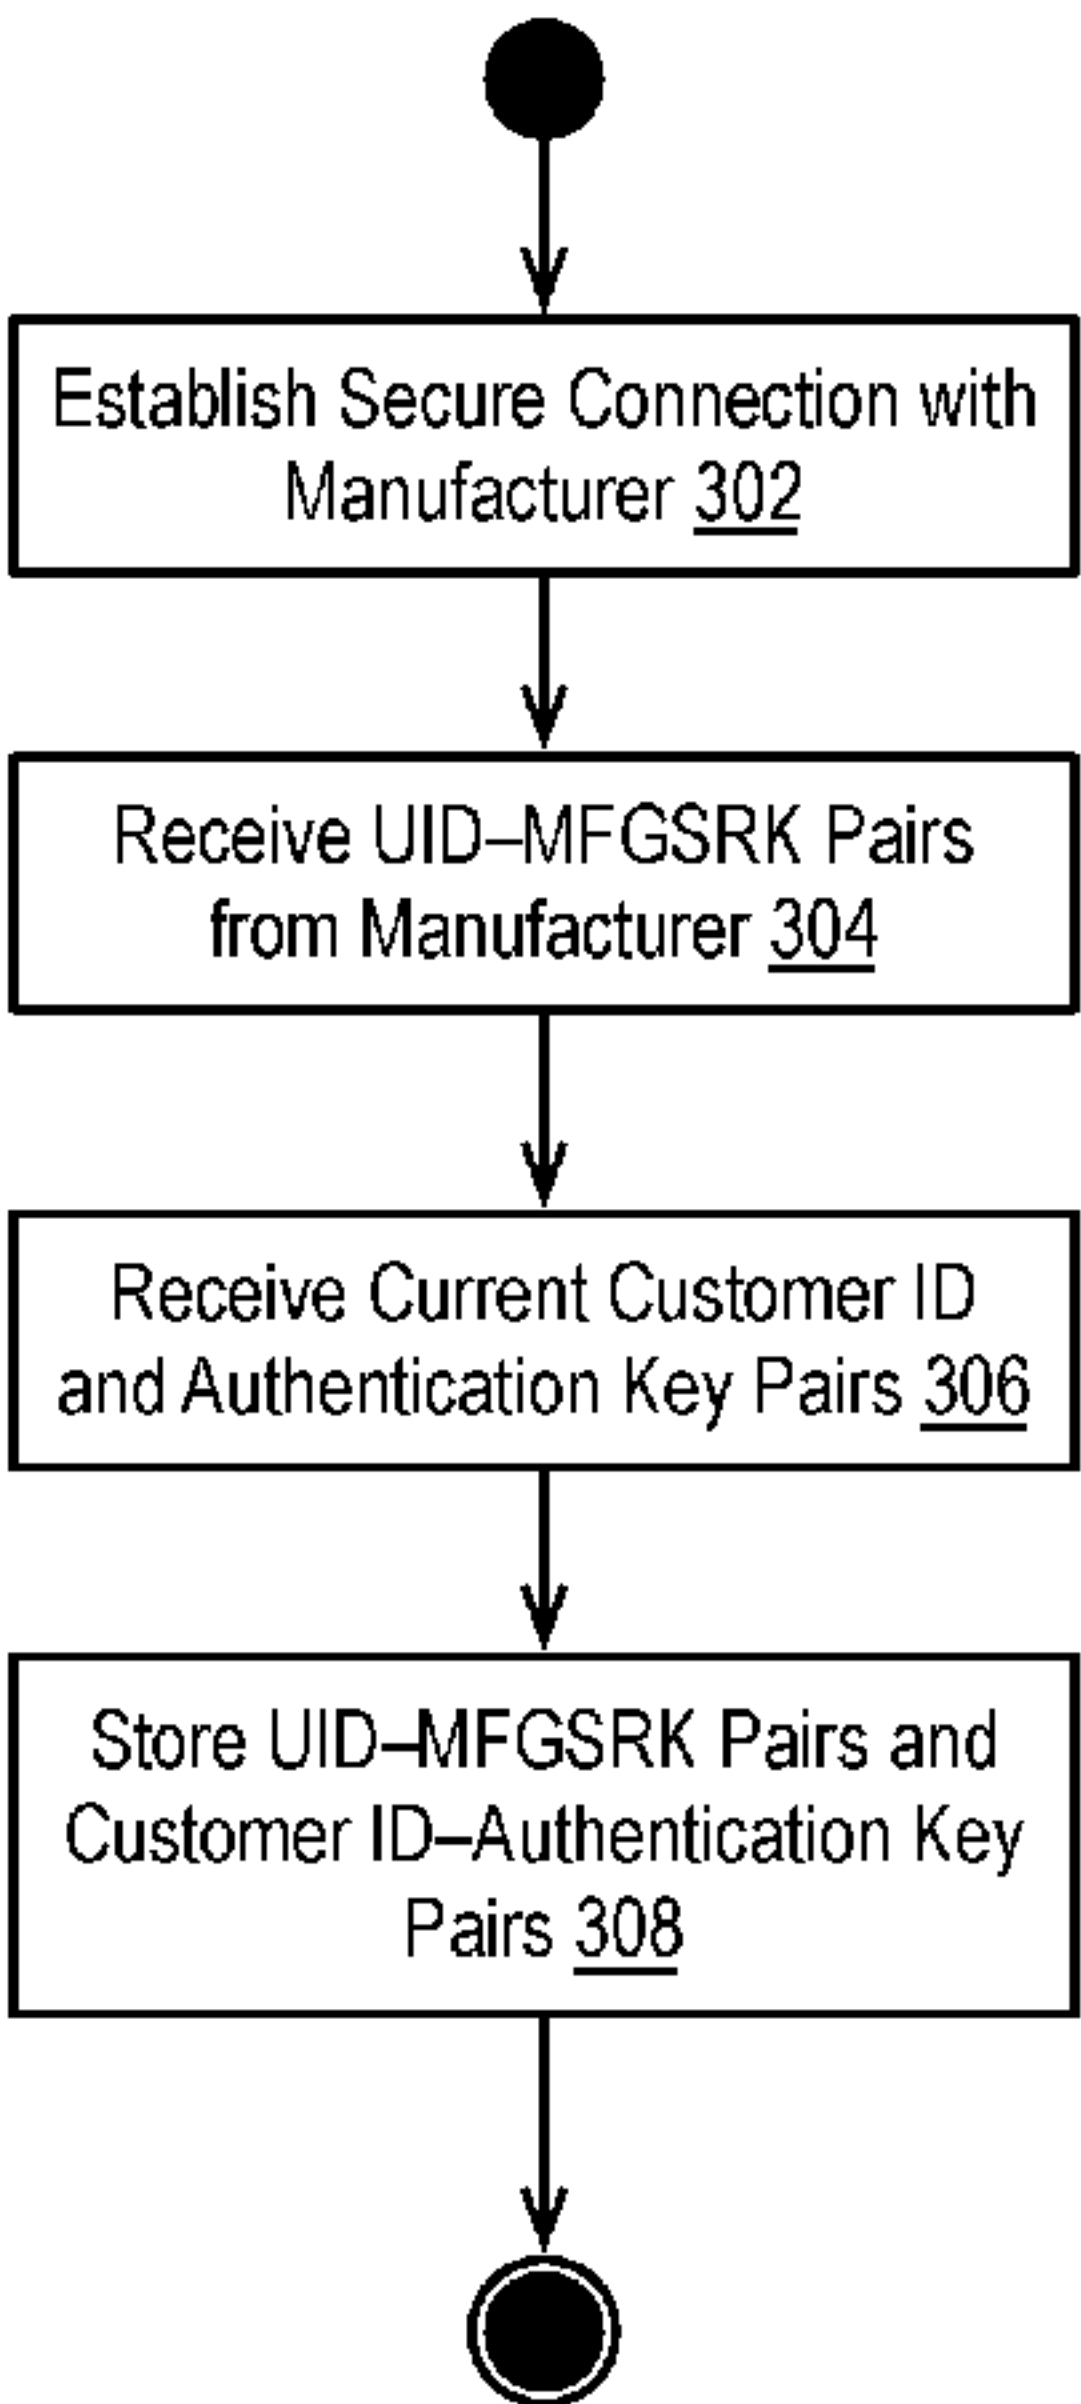 Establish Secure Connection with
Manufacturer 302
Receive UID–MFGSRK Pairs
from Manufacturer 304
Receive Current Customer ID
and Authentication Key Pairs 306
Store UID–MFGSRK Pairs and
Customer ID–Authentication Key
Pairs 308